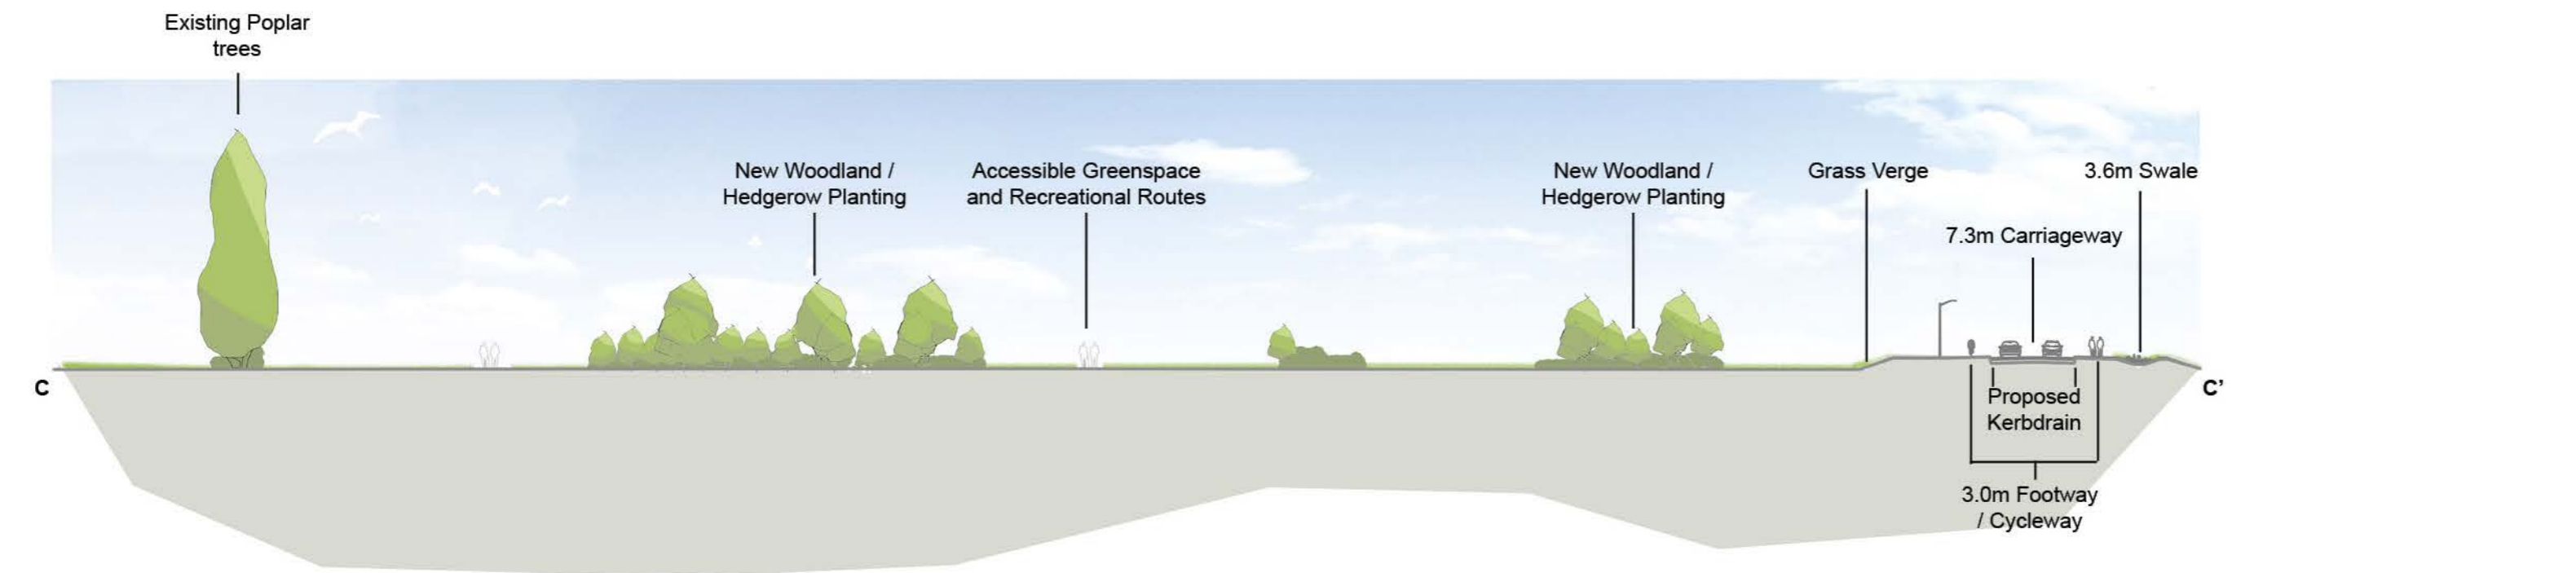 Existing Poplar
trees
New Woodland /
Hedgerow Planting
Accessible Greenspace
and Recreational Routes
New Woodland /
Hedgerow Planting
Grass Verge
3.6m Swale
7.3m Carriageway
C
C’
Proposed
Kerbdrain
3.0m Footway
/ Cycleway